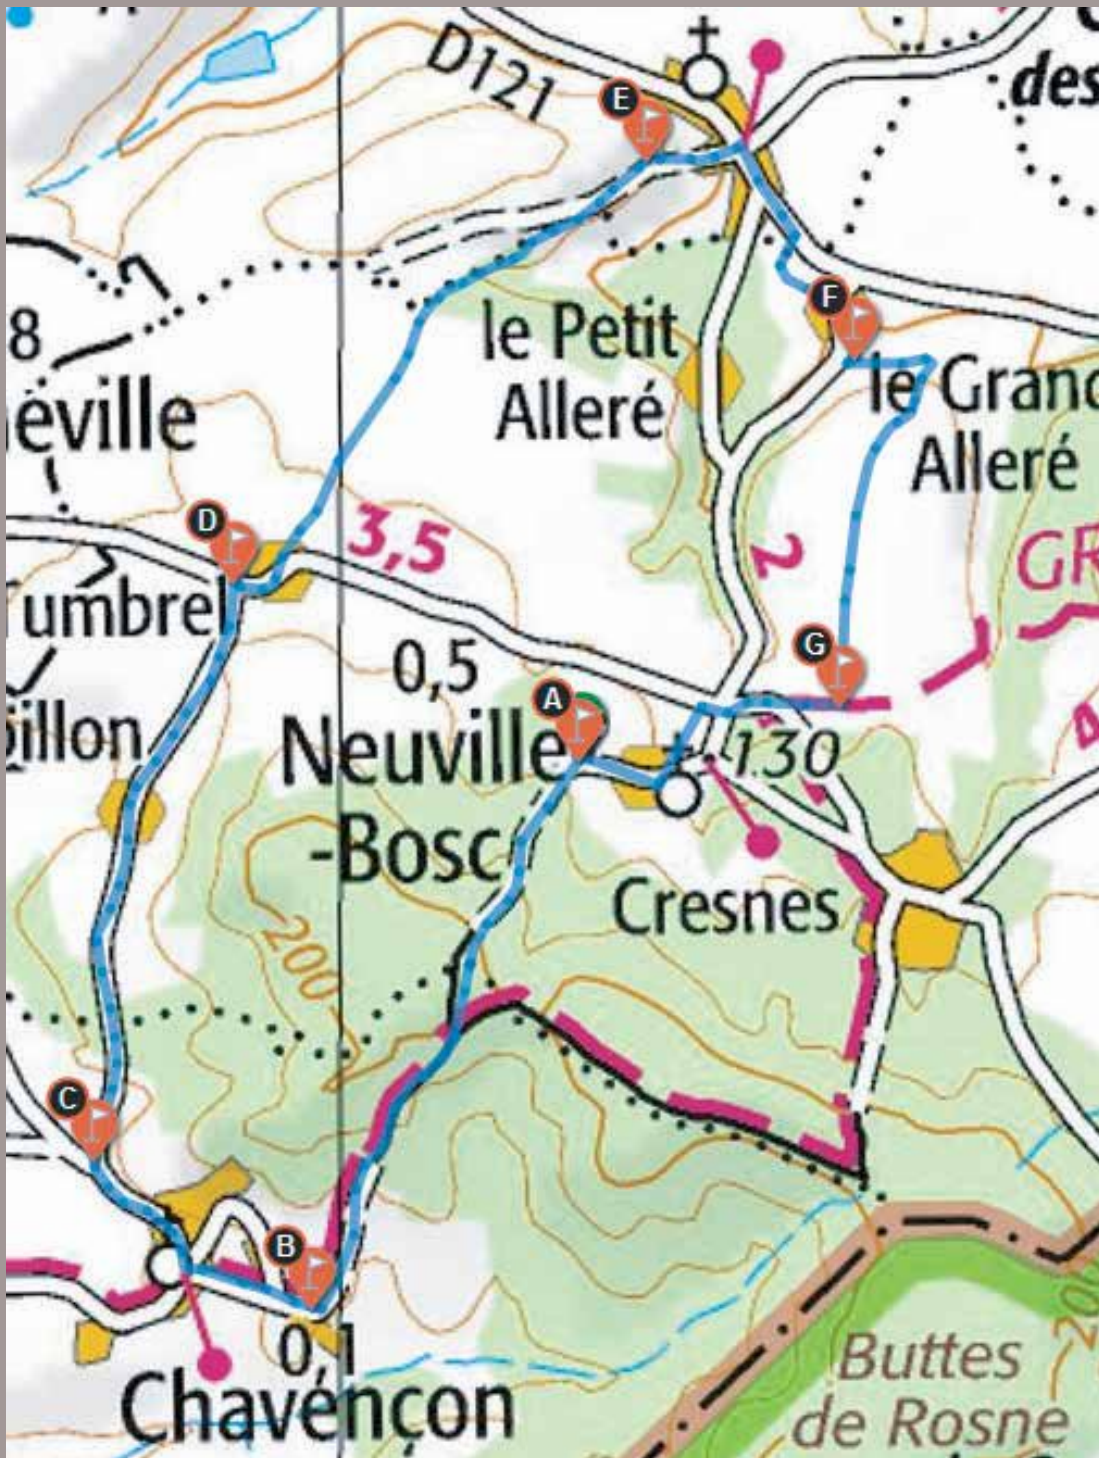 D121
des
E
le Petit
Alleré
F
le Grand
Alleré
8
éville
D
3,5
2
GR
umbrel
0,5
G
A
illon
Neuville
-Bosc
130
4
Cresnes
200
C
B
0,1
Chavençon
Buttes
de Rosne